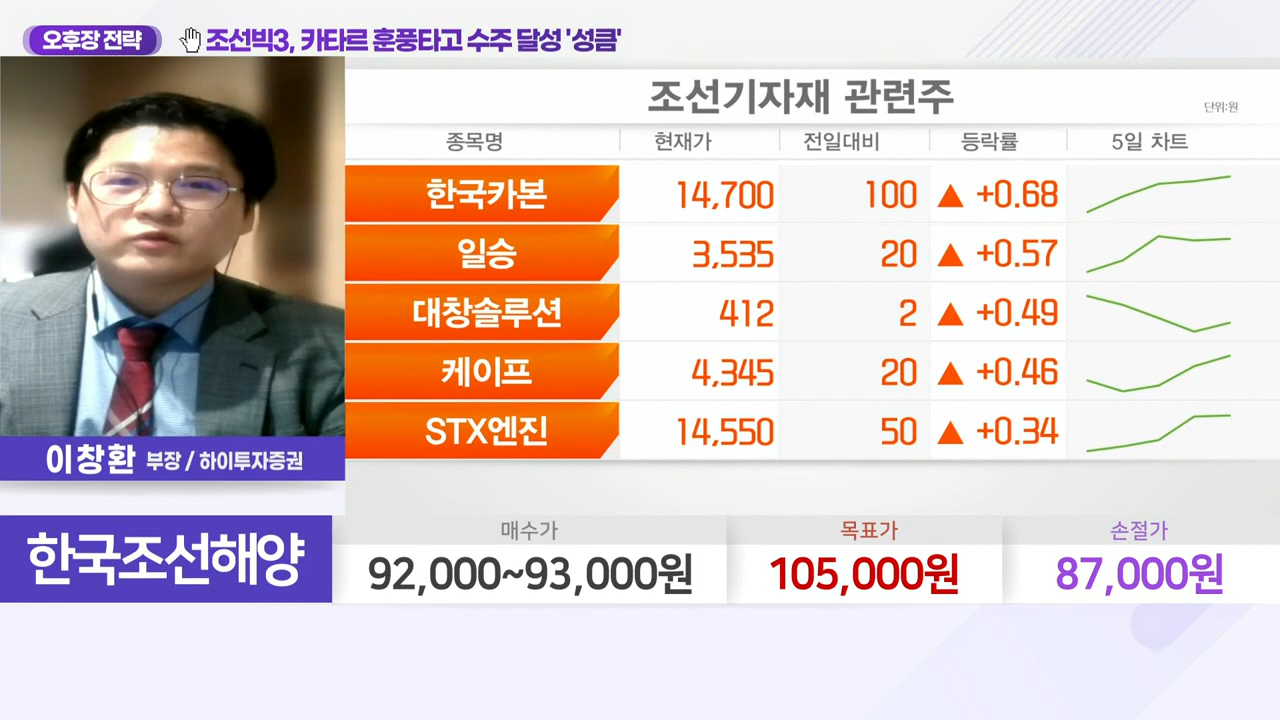 오후장 전략
조선빅3, 카타르 훈풍타고 수주 달성 '성큼'
조선기자재 관련주
단위:원
종목명 현재가 전일대비 등락률 5일 차트
한국카본 14,700 100 ▲ +0.68
일승 3,535 20 ▲ +0.57
대창솔루션 412 2 ▲ +0.49
케이프 4,345 20 ▲ +0.46
STX엔진 14,550 50 ▲ +0.34
이창환 부장 / 하이투자증권
한국조선해양
매수가 목표가 손절가
92,000~93,000원 105,000원 87,000원